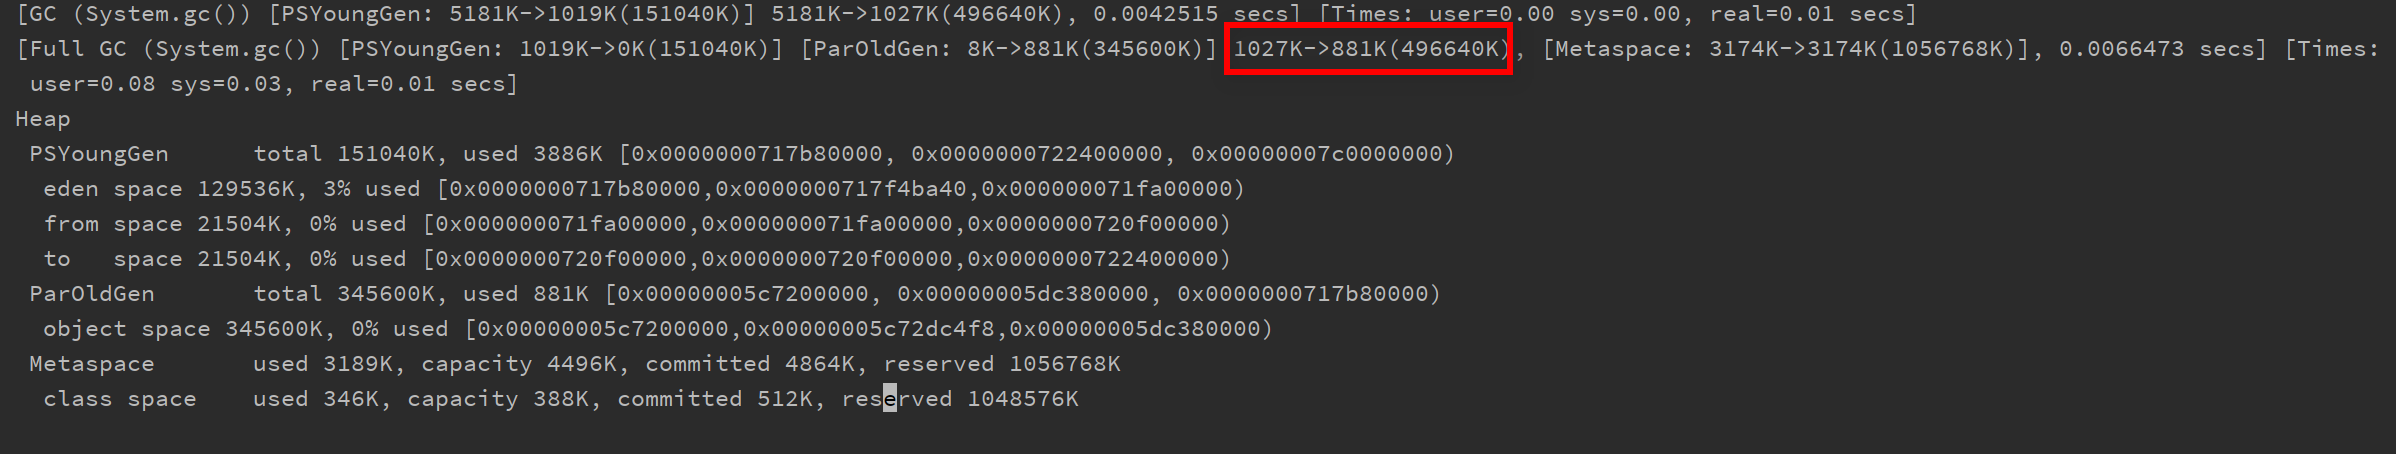 [GC (System.gc()) [PSYoungGen: 5181K->1019K(151040K)] 5181K->1027K(496640K), 0.0042515 secs] [Times: user=0.00 sys=0.00, real=0.01 secs]
[Full GC (System.gc()) [PSYoungGen: 1019K->0K(151040K)] [ParOldGen: 8K->881K(345600K)] 1027K->881K(496640K), [Metaspace: 3174K->3174K(1056768K)], 0.0066473 secs] [Times:
user=0.08 sys=0.03, real=0.01 secs]
Heap
PSYoungGen total 151040K, used 3886K [0x0000000717b80000, 0x0000000722400000, 0x00000007c0000000)
eden space 129536K, 3% used [0x0000000717b80000,0x0000000717f4ba40,0x000000071fa00000)
from space 21504K, 0% used [0x000000071fa00000,0x000000071fa00000,0x0000000720f00000)
to space 21504K, 0% used [0x0000000720f00000,0x0000000720f00000,0x0000000722400000)
ParOldGen total 345600K, used 881K [0x00000005c7200000, 0x00000005dc380000, 0x0000000717b80000)
object space 345600K, 0% used [0x00000005c7200000,0x00000005c72dc4f8,0x00000005dc380000)
Metaspace used 3189K, capacity 4496K, committed 4864K, reserved 1056768K
class space used 346K, capacity 388K, committed 512K, reserved 1048576K